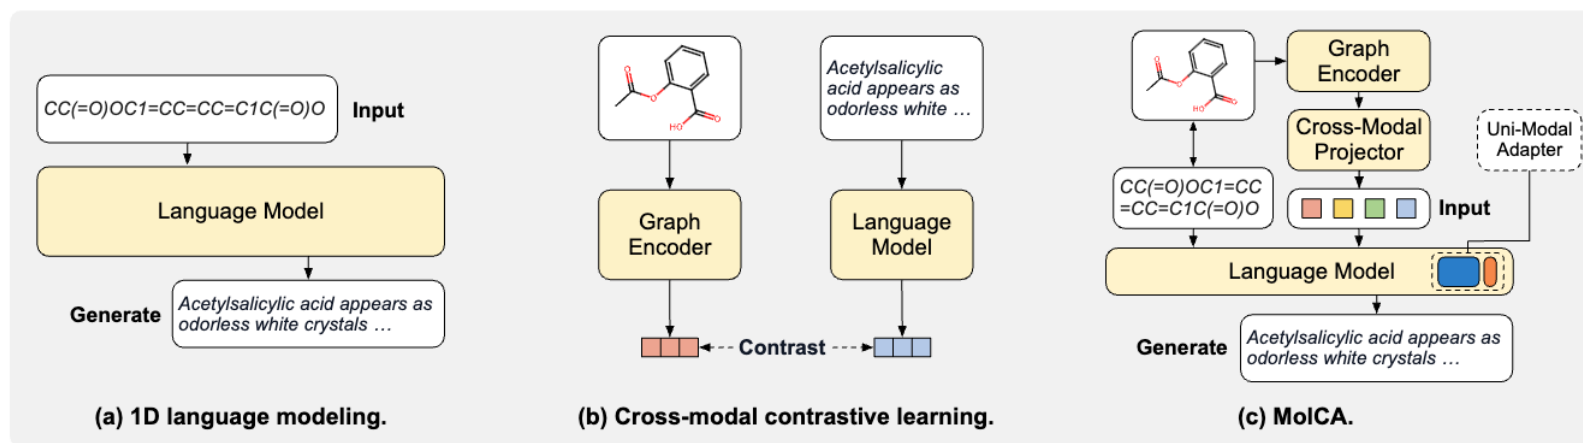 CC(=O)OC1=CC=CC=C1C(=O)O
Input
Language Model
Generate
Acetylsalicylic acid appears as
odorless white crystals …
(a) 1D language modeling.
O
O
HO
O
Acetylsalicylic
acid appears as
odorless white …
Graph
Encoder
Language
Model
Contrast
(b) Cross-modal contrastive learning.
O
O
HO
O
Graph
Encoder
Cross-Modal
Projector
Uni-Modal
Adapter
CC(=O)OC1=CC
=CC=C1C(=O)O
Input
Language Model
Generate
Acetylsalicylic acid appears as
odorless white crystals …
(c) MolCA.